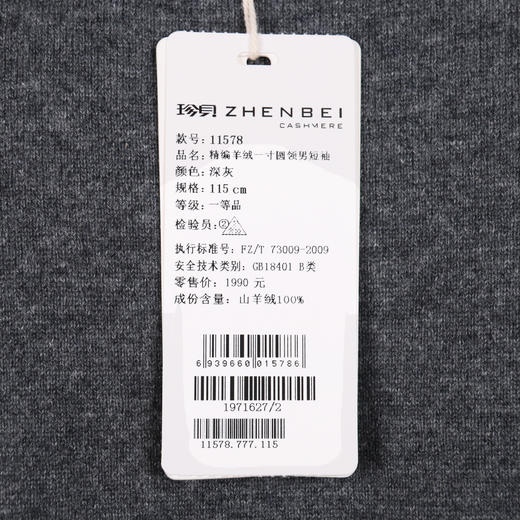 珍貝 ZHENBEI
CASHMERE
款号: 11578
品名: 精编羊绒一寸圆领男短袖
颜色: 深灰
规格: 115cm
等级: 一等品
检验员: ②
执行标准号: FZ/T 73009-2009
安全技术类别: GB18401 B类
零售价: 1990 元
成份含量: 山羊绒100%
6 939660 015786
1971627/2
11578.777.115